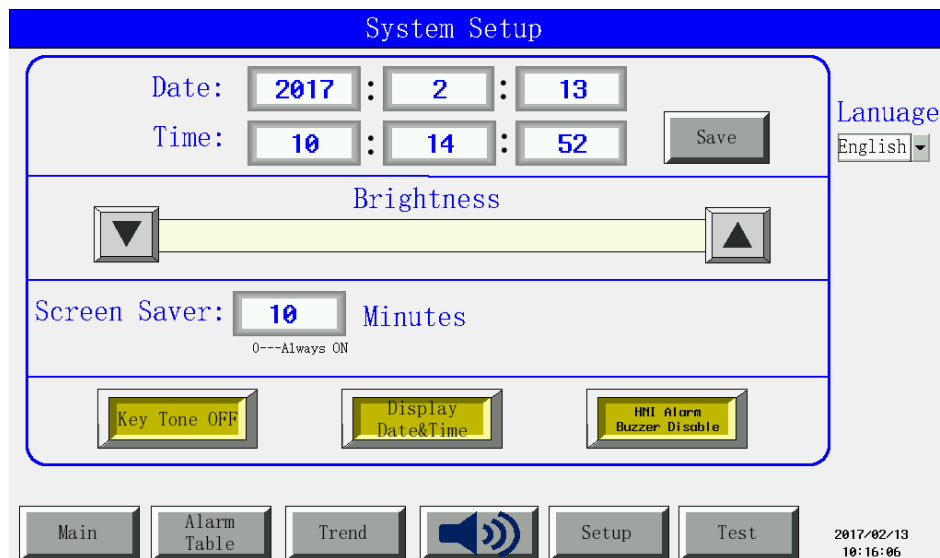 System Setup
Date: 2017 : 2 : 13
Time: 10 : 14 : 52
Save
Lanuage
English
Brightness
Screen Saver: 10 Minutes
0---Always ON
Key Tone OFF
Display
Date&Time
HNI Alarm
Buzzer Disable
Main
Alarm
Table
Trend
Setup
Test
2017/02/13
10:16:06